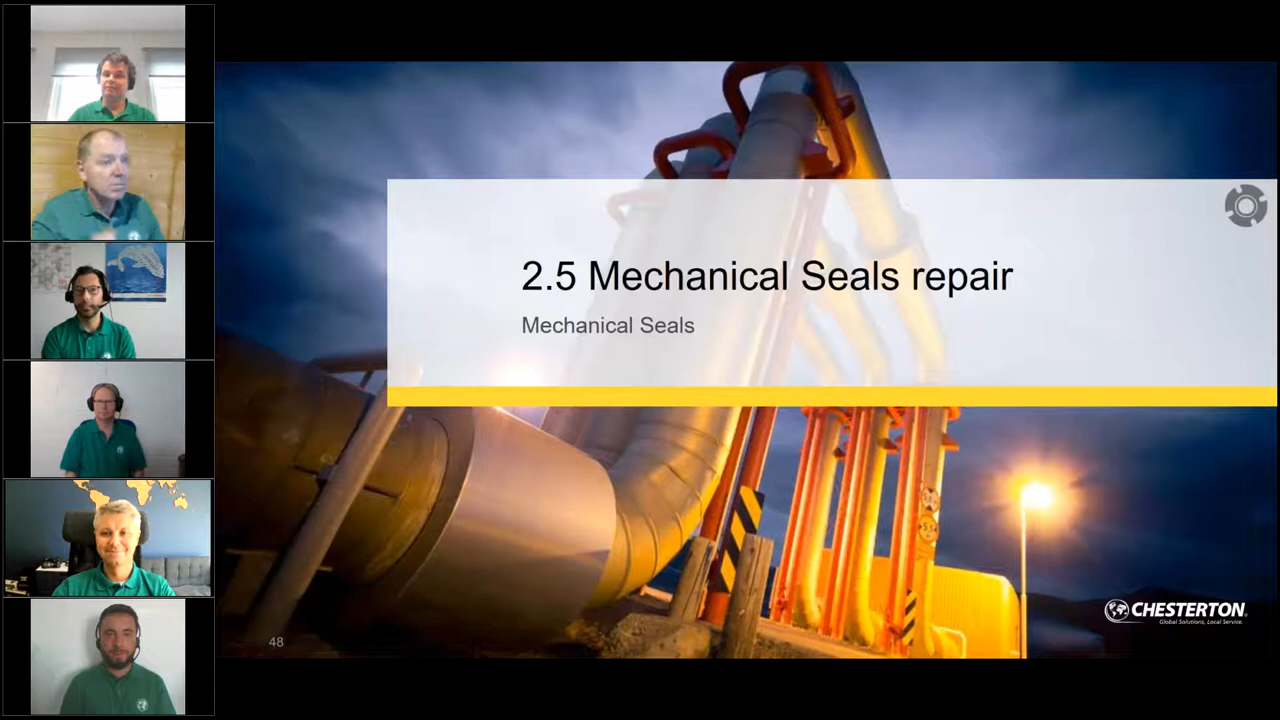 2.5 Mechanical Seals repair
Mechanical Seals
CHESTERTON
Global Solutions, Local Service.
48